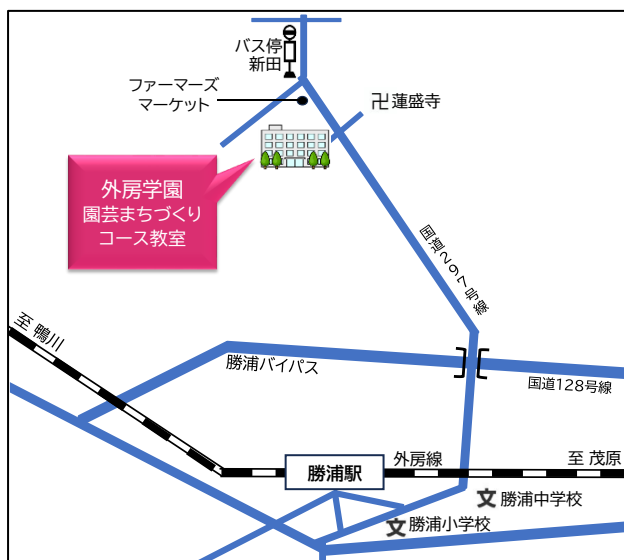 バス停
新田
ファーマーズ
マーケット
卍蓮盛寺
外房学園
園芸まちづくり
コース教室
国道297号線
至 鴨川
勝浦バイパス
国道128号線
勝浦駅
外房線
至 茂原
文 勝浦中学校
文 勝浦小学校